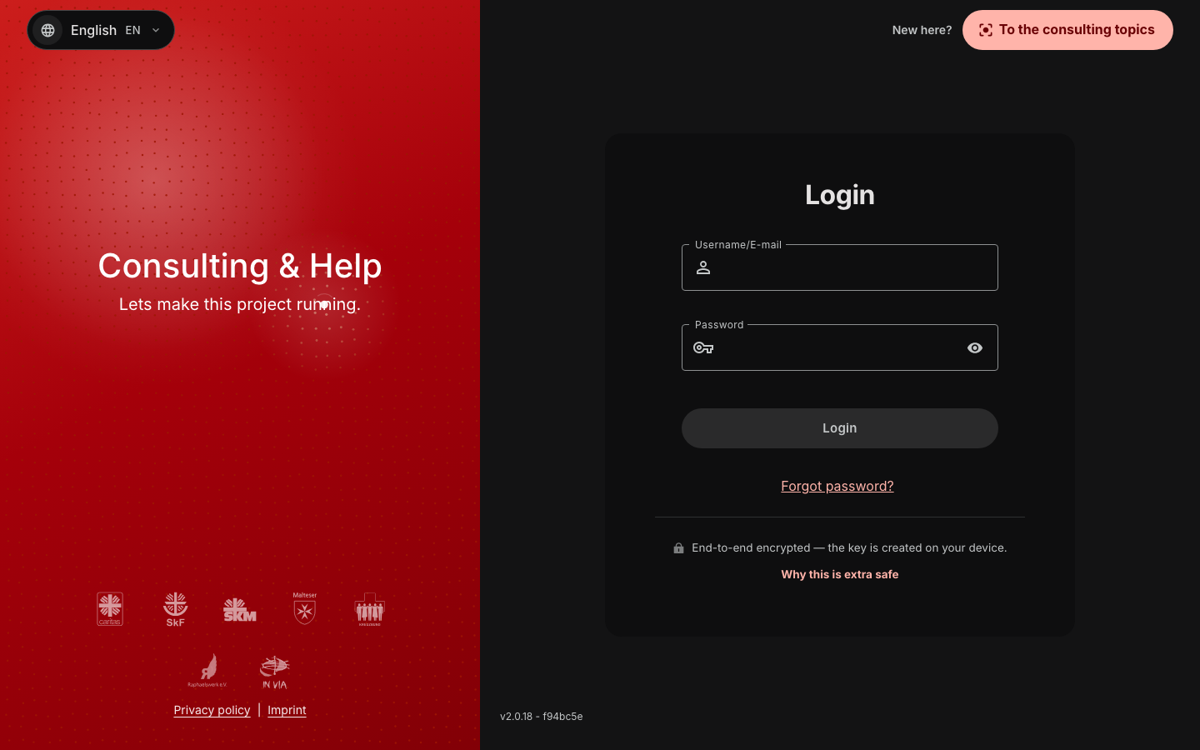 English EN
New here?
To the consulting topics
Consulting & Help
Lets make this project running.
Login
Username/E-mail
Password
Login
Forgot password?
End-to-end encrypted — the key is created on your device.
Why this is extra safe
caritas
SkF
SKM
Malteser
Raphaelswerk e.V.
IN VIA
Privacy policy | Imprint
v2.0.18 - f94bc5e